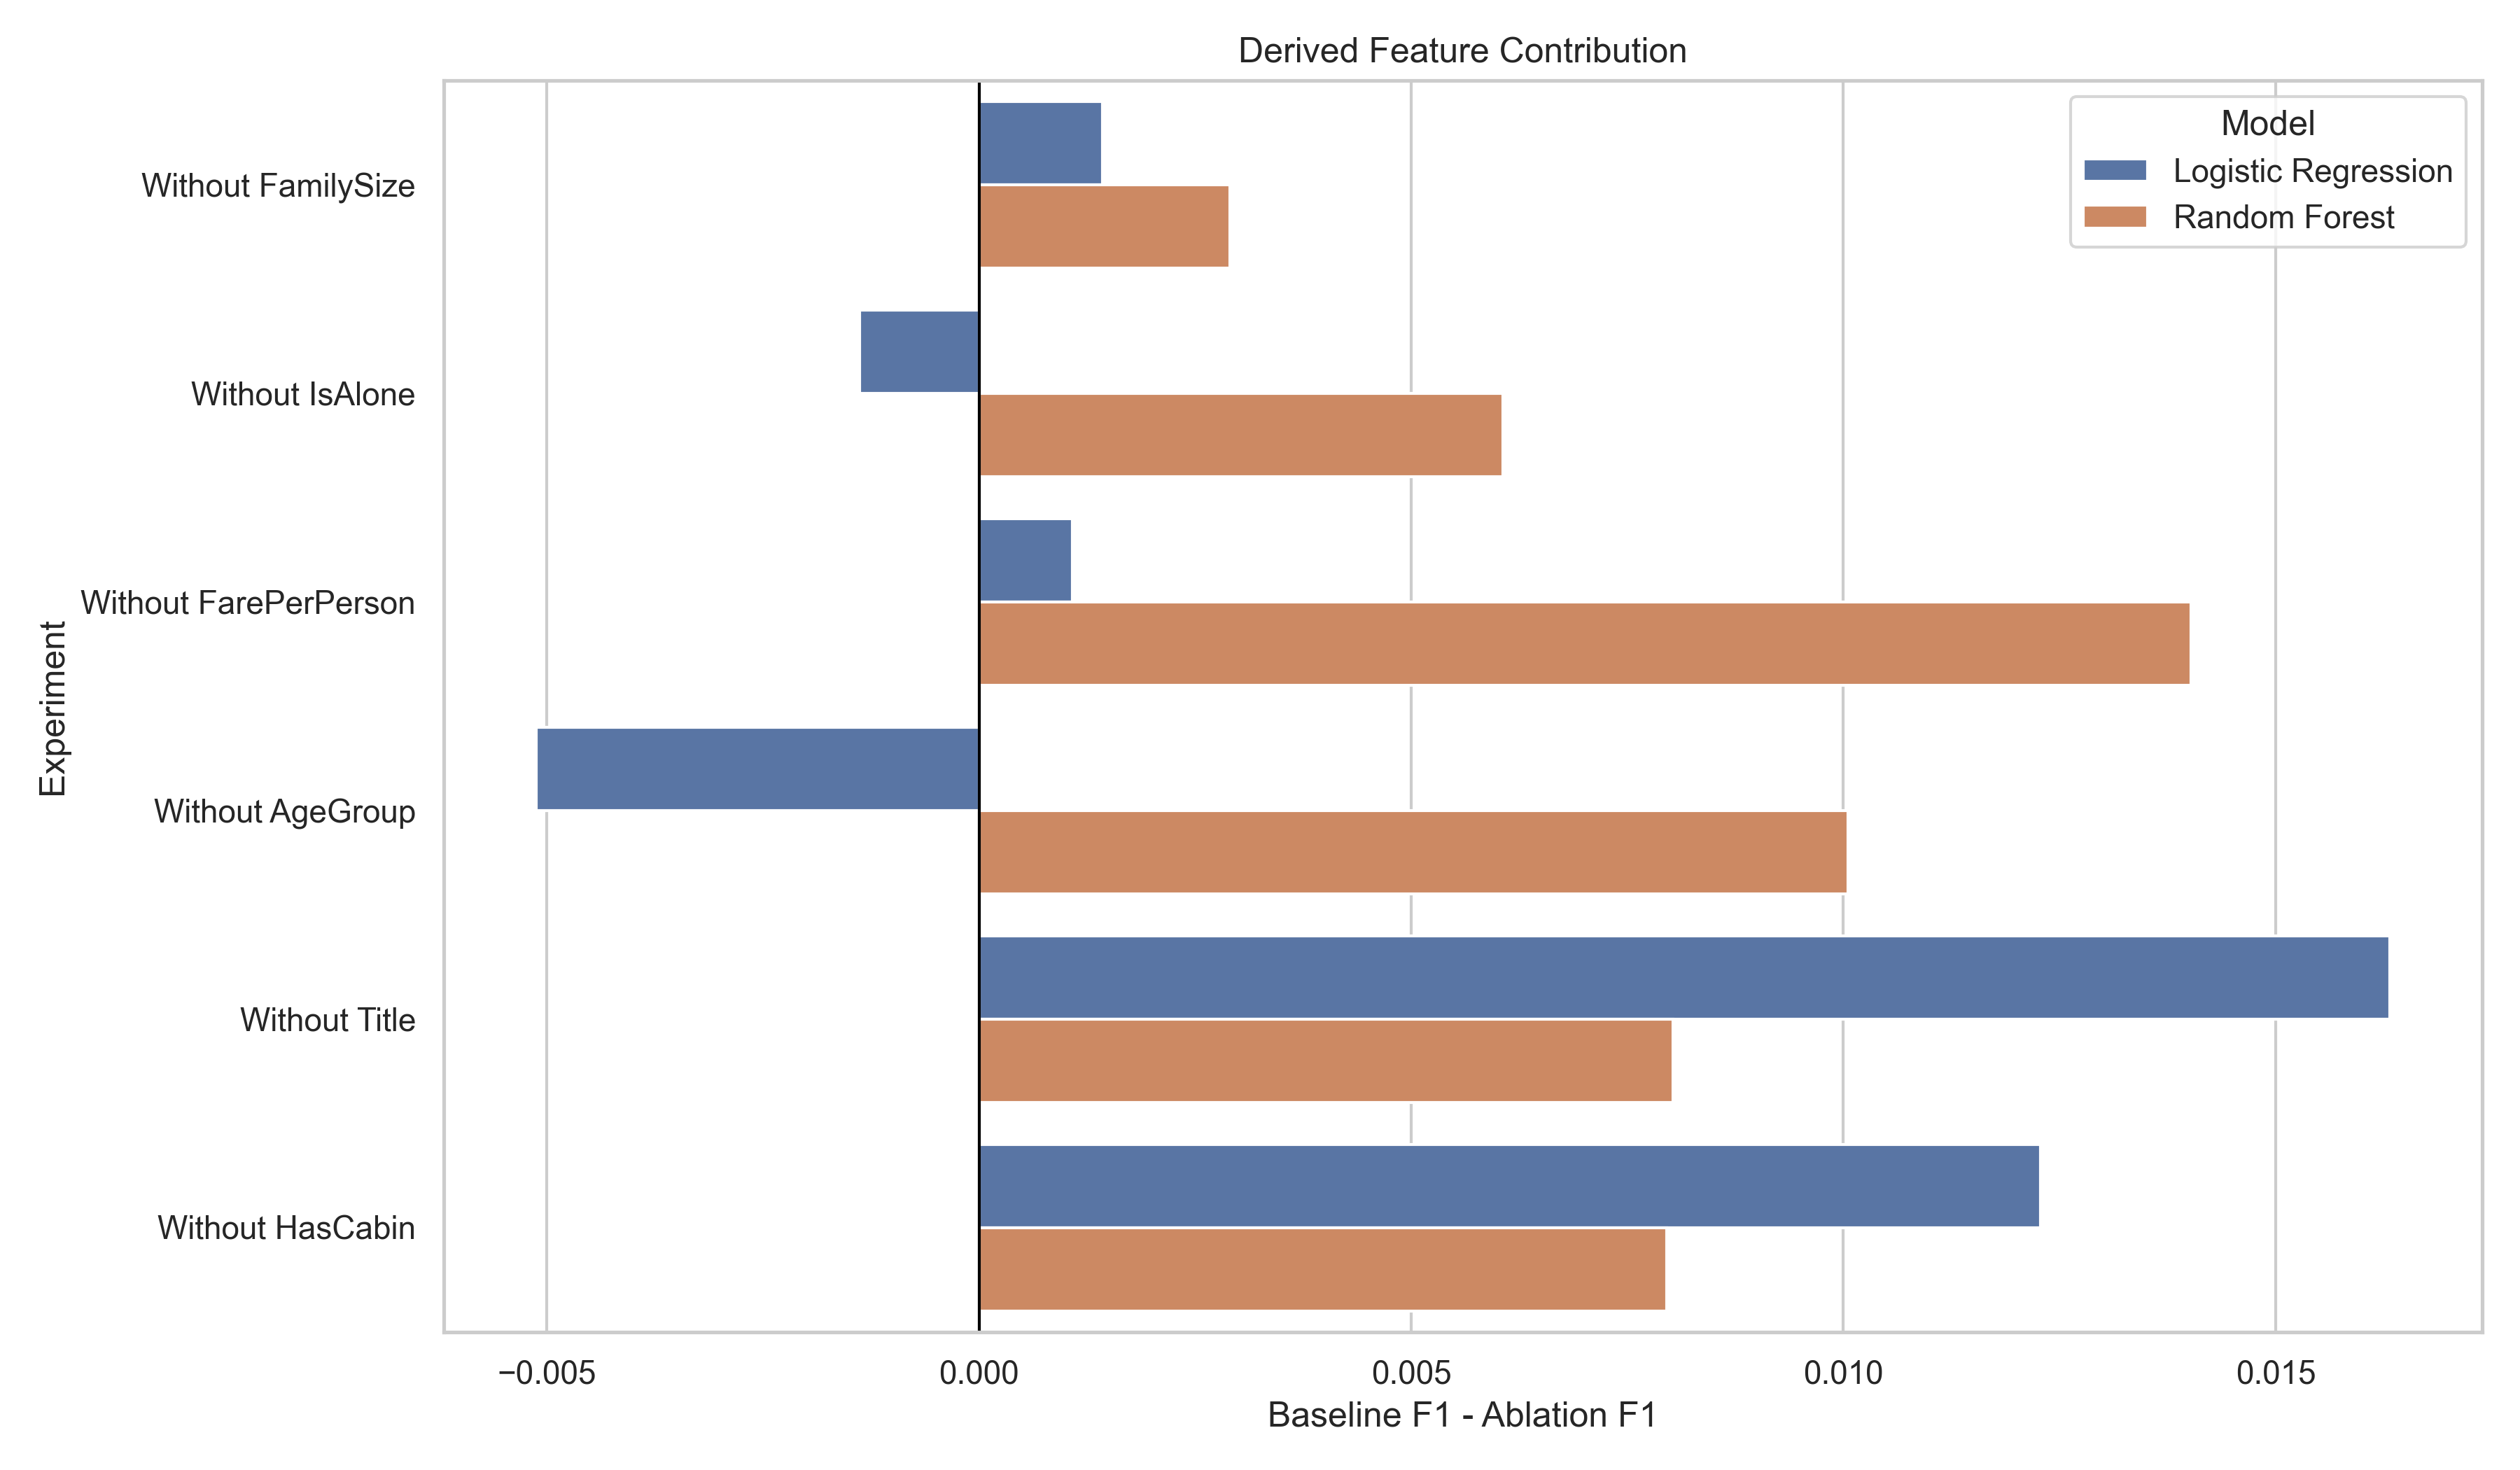 Derived Feature Contribution
Model
Logistic Regression
Random Forest
Experiment
Without FamilySize
Without IsAlone
Without FarePerPerson
Without AgeGroup
Without Title
Without HasCabin
−0.005
0.000
0.005
0.010
0.015
Baseline F1 - Ablation F1